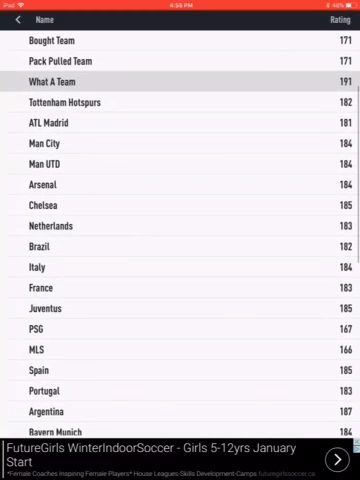 iPad 4:50 PM 46%
Name Rating
Bought Team 171
Pack Pulled Team 171
What A Team 191
Tottenham Hotspurs 182
ATL Madrid 181
Man City 184
Man UTD 184
Arsenal 184
Chelsea 185
Netherlands 183
Brazil 182
Italy 184
France 183
Juventus 185
PSG 167
MLS 166
Spain 185
Portugal 183
Argentina 187
Bayern Munich 184
FutureGirls WinterIndoorSoccer - Girls 5-12yrs January
Start
*Female Coaches Inspiring Female Players* House Leagues-Skills Development-Camps futuregirlssoccer.ca